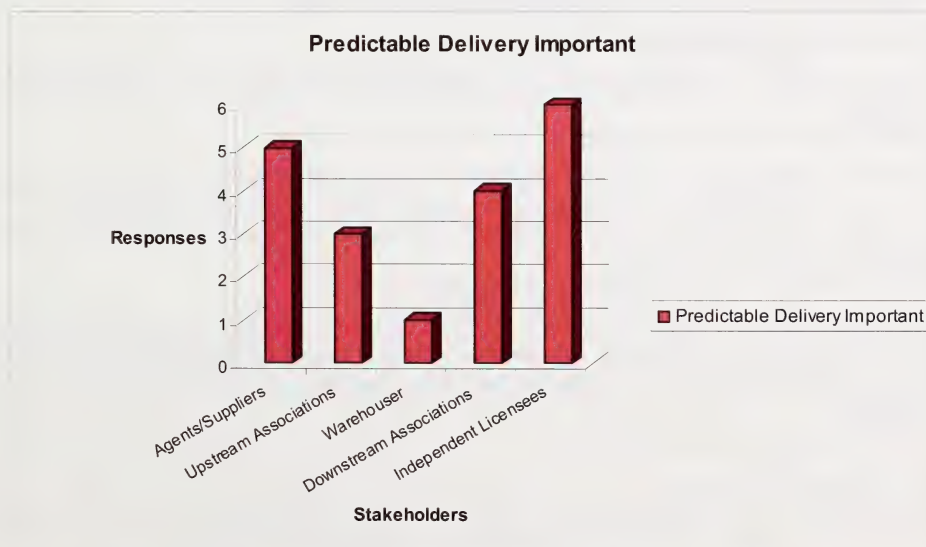 Predictable Delivery Important
6
5
4
3
2
1
0
Responses
Agents/Suppliers
Upstream Associations
Warehouser
Downstream Associations
Independent Licensees
Stakeholders
Predictable Delivery Important